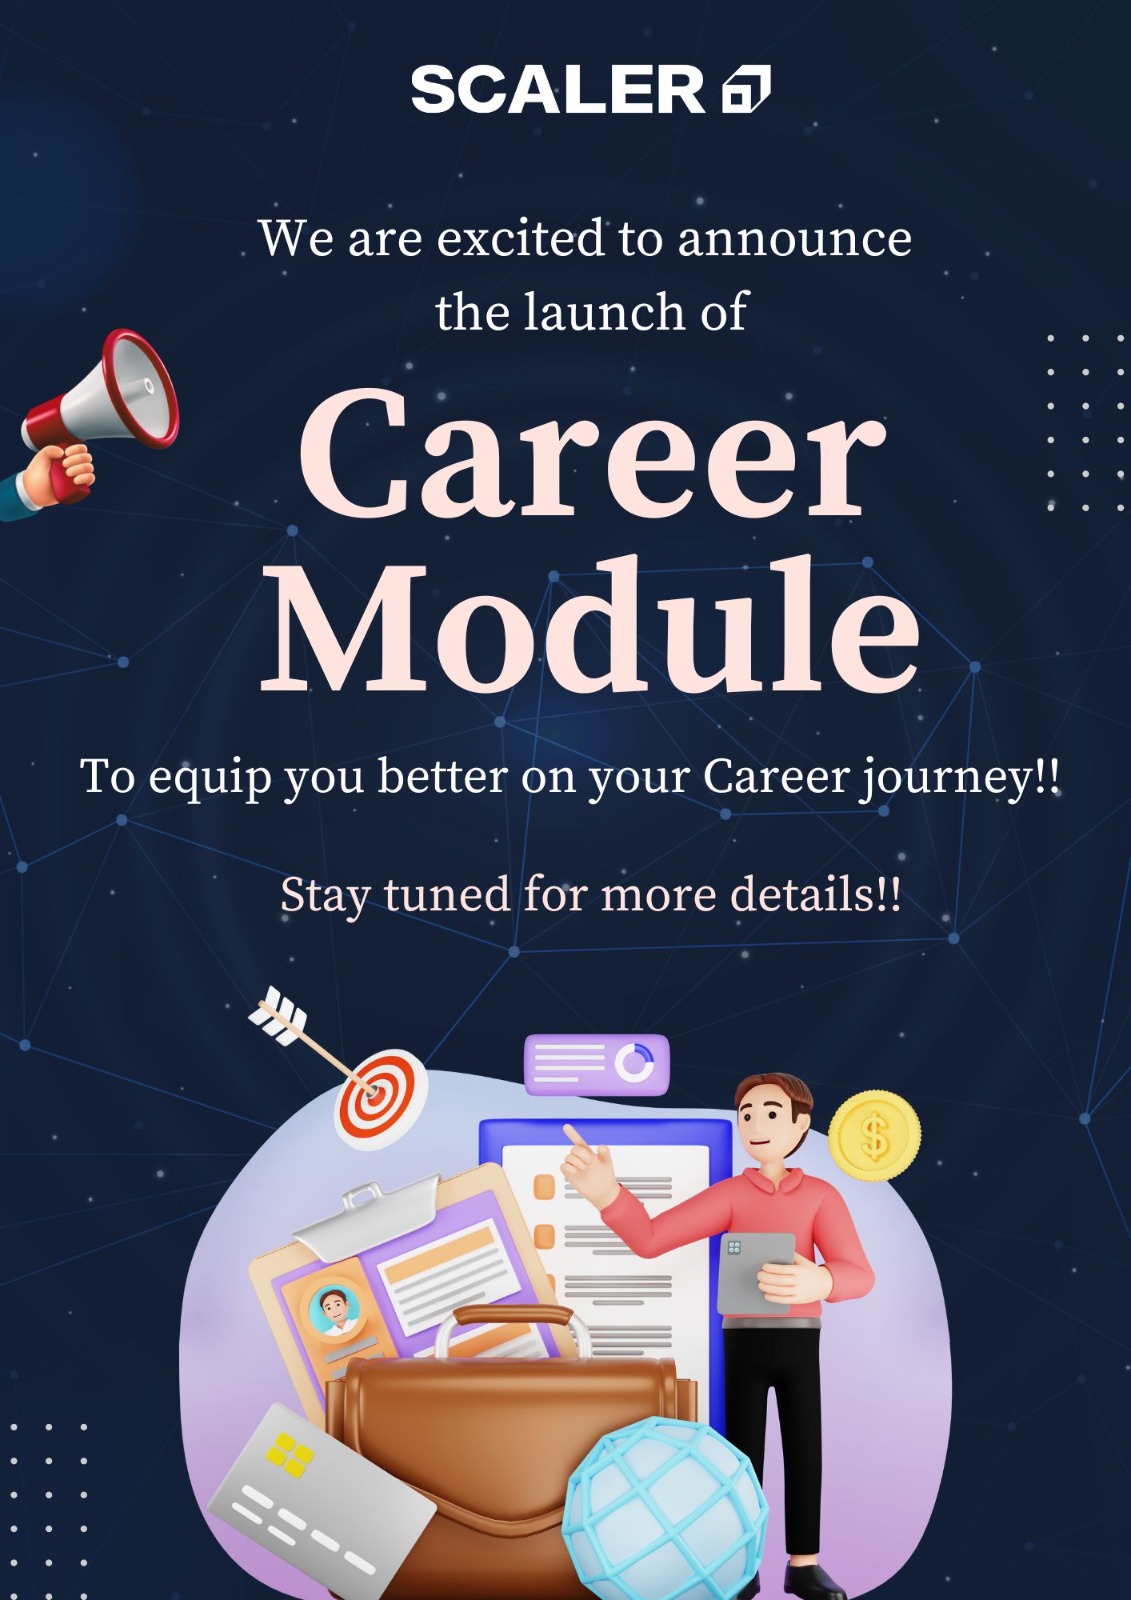 SCALER
We are excited to announce
the launch of
Career
Module
To equip you better on your Career journey!!
Stay tuned for more details!!
$